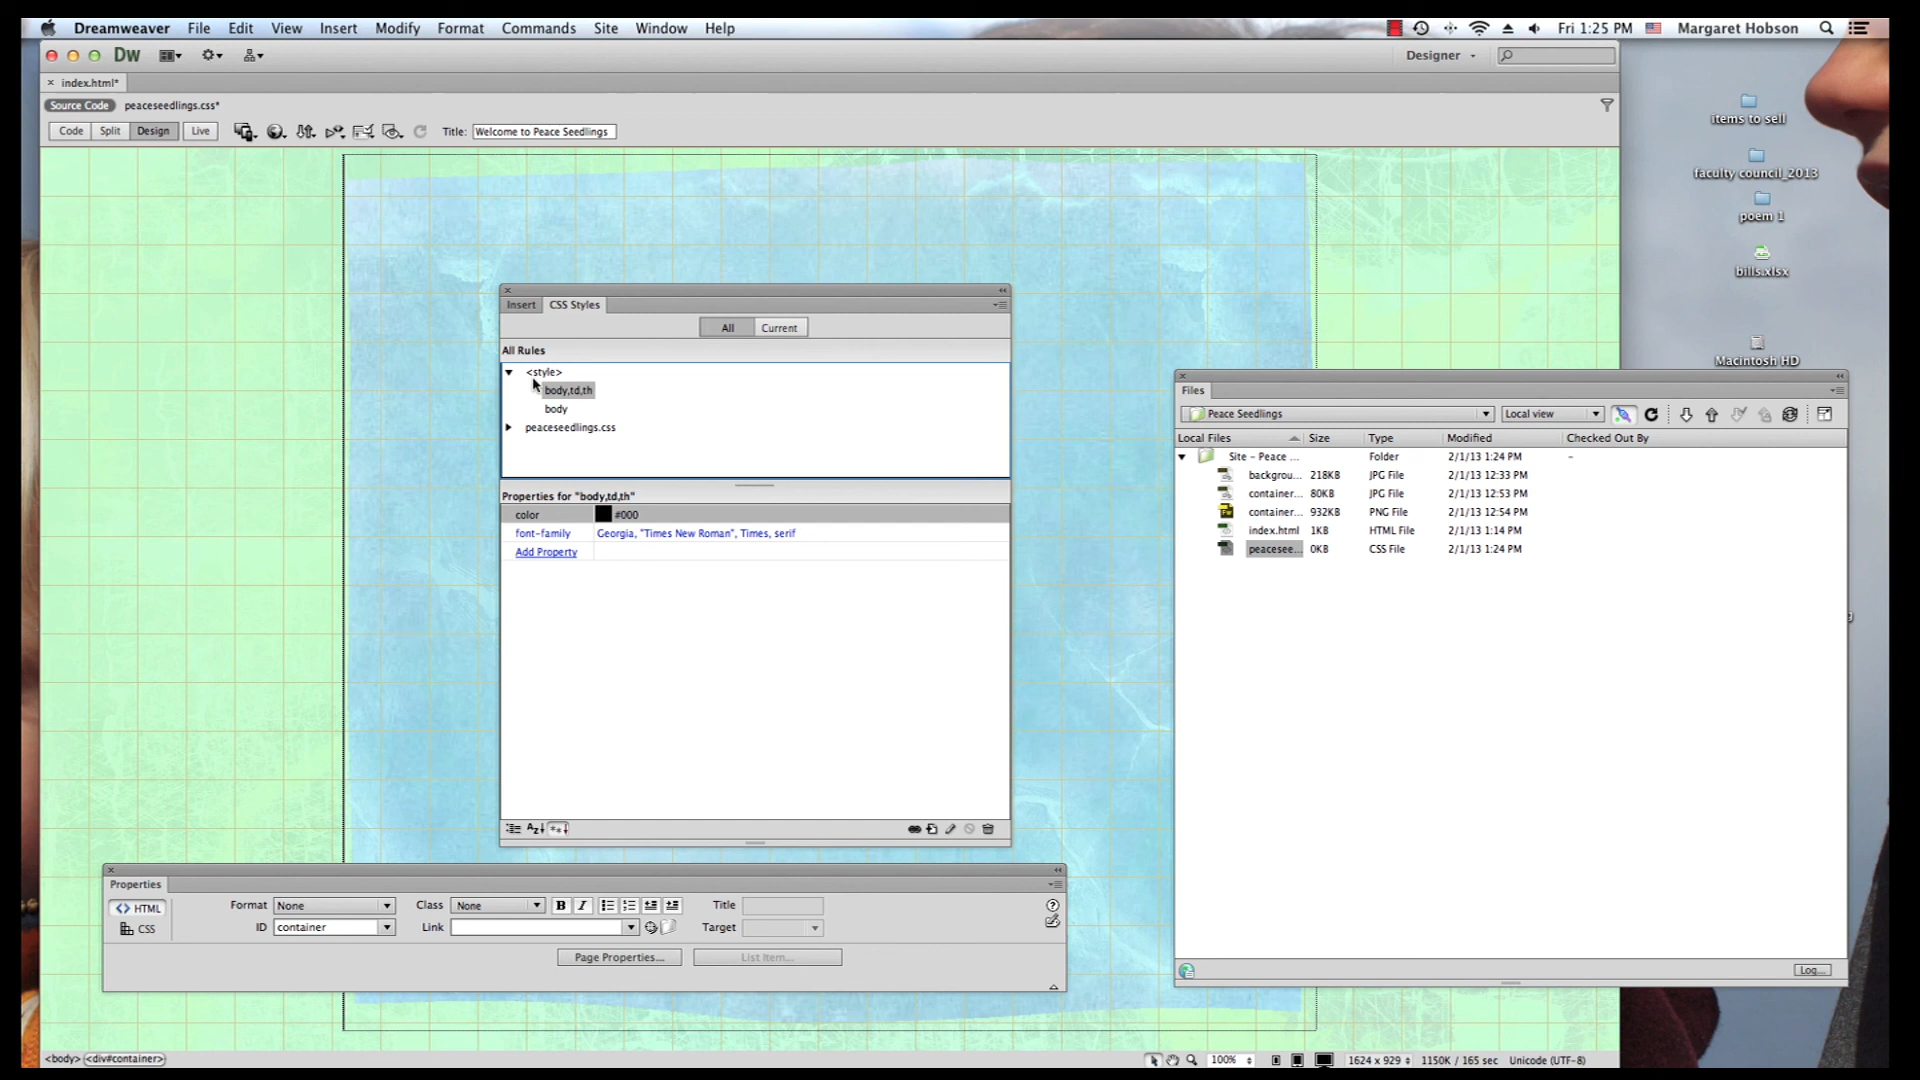 Dreamweaver File Edit View Insert Modify Format Commands Site Window Help Fri 1:25 PM Margaret Hobson
Dw Designer
index.html*
Source Code peaceseedlings.css*
Code Split Design Live Title: Welcome to Peace Seedlings
items to sell
faculty council_2013
poem 1
bills.xlsx
Macintosh HD
Insert CSS Styles
All Current
All Rules
<style>
body,td,th
body
peaceseedlings.css
Properties for "body,td,th"
color #000
font-family Georgia, "Times New Roman", Times, serif
Add Property
Files
Peace Seedlings Local view
Local Files Size Type Modified Checked Out By
Site – Peace ... Folder 2/1/13 1:24 PM -
backgrou... 218KB JPG File 2/1/13 12:33 PM
container... 80KB JPG File 2/1/13 12:53 PM
container... 932KB PNG File 2/1/13 12:54 PM
index.html 1KB HTML File 2/1/13 1:14 PM
peacesee... 0KB CSS File 2/1/13 1:24 PM
Log...
Properties
HTML Format None Class None B I Title
CSS ID container Link Target
Page Properties... List Item...
<body> <div#container> 100% 1624 x 929 1150K / 165 sec Unicode (UTF-8)